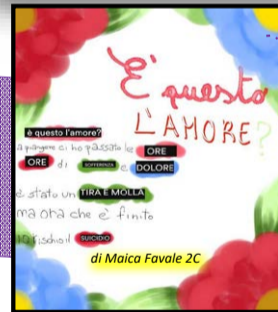 E' questo
L'AMORE?
è questo l'amore?
a piangere ci ho passato le ORE
ORE di SOFFERENZA e DOLORE
è stato un TIRA E MOLLA
ma ora che è finito
io rischio il SUICIDIO
di Maica Favale 2C